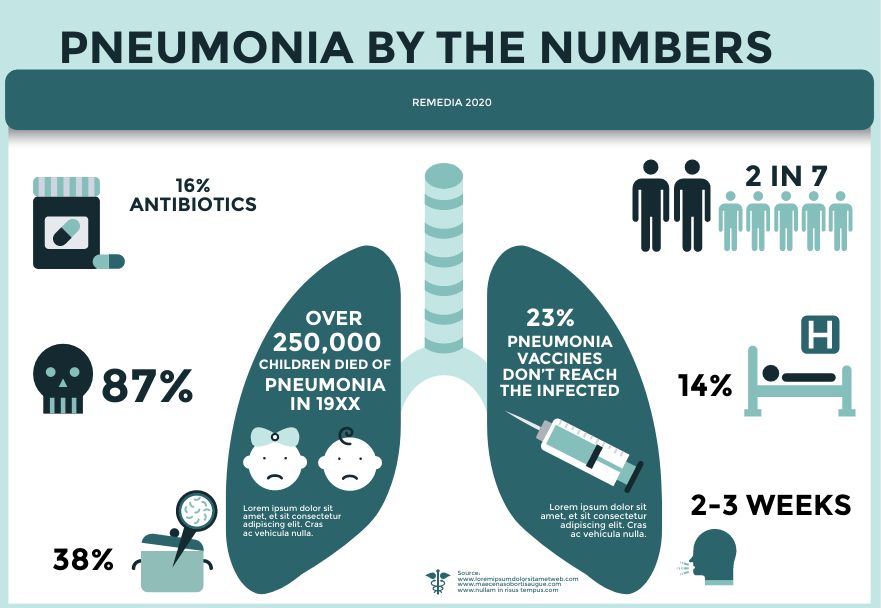 PNEUMONIA BY THE NUMBERS
REMEDIA 2020
16%
ANTIBIOTICS
2 IN 7
OVER
250,000
CHILDREN DIED OF
PNEUMONIA
IN 19XX
23%
PNEUMONIA
VACCINES
DON'T REACH
THE INFECTED
87%
H
14%
Lorem ipsum dolor sit
amet, et sit consectetur
adipiscing elit. Cras
ac vehicula nulla.
Lorem ipsum dolor sit
amet, et sit consectetur
adipiscing elit. Cras
ac vehicula nulla.
2-3 WEEKS
38%
Source:
www.loremipsumdolorsitametweb.com
www.maecenasobortisaugue.com
www.nullam in risus tempus.com